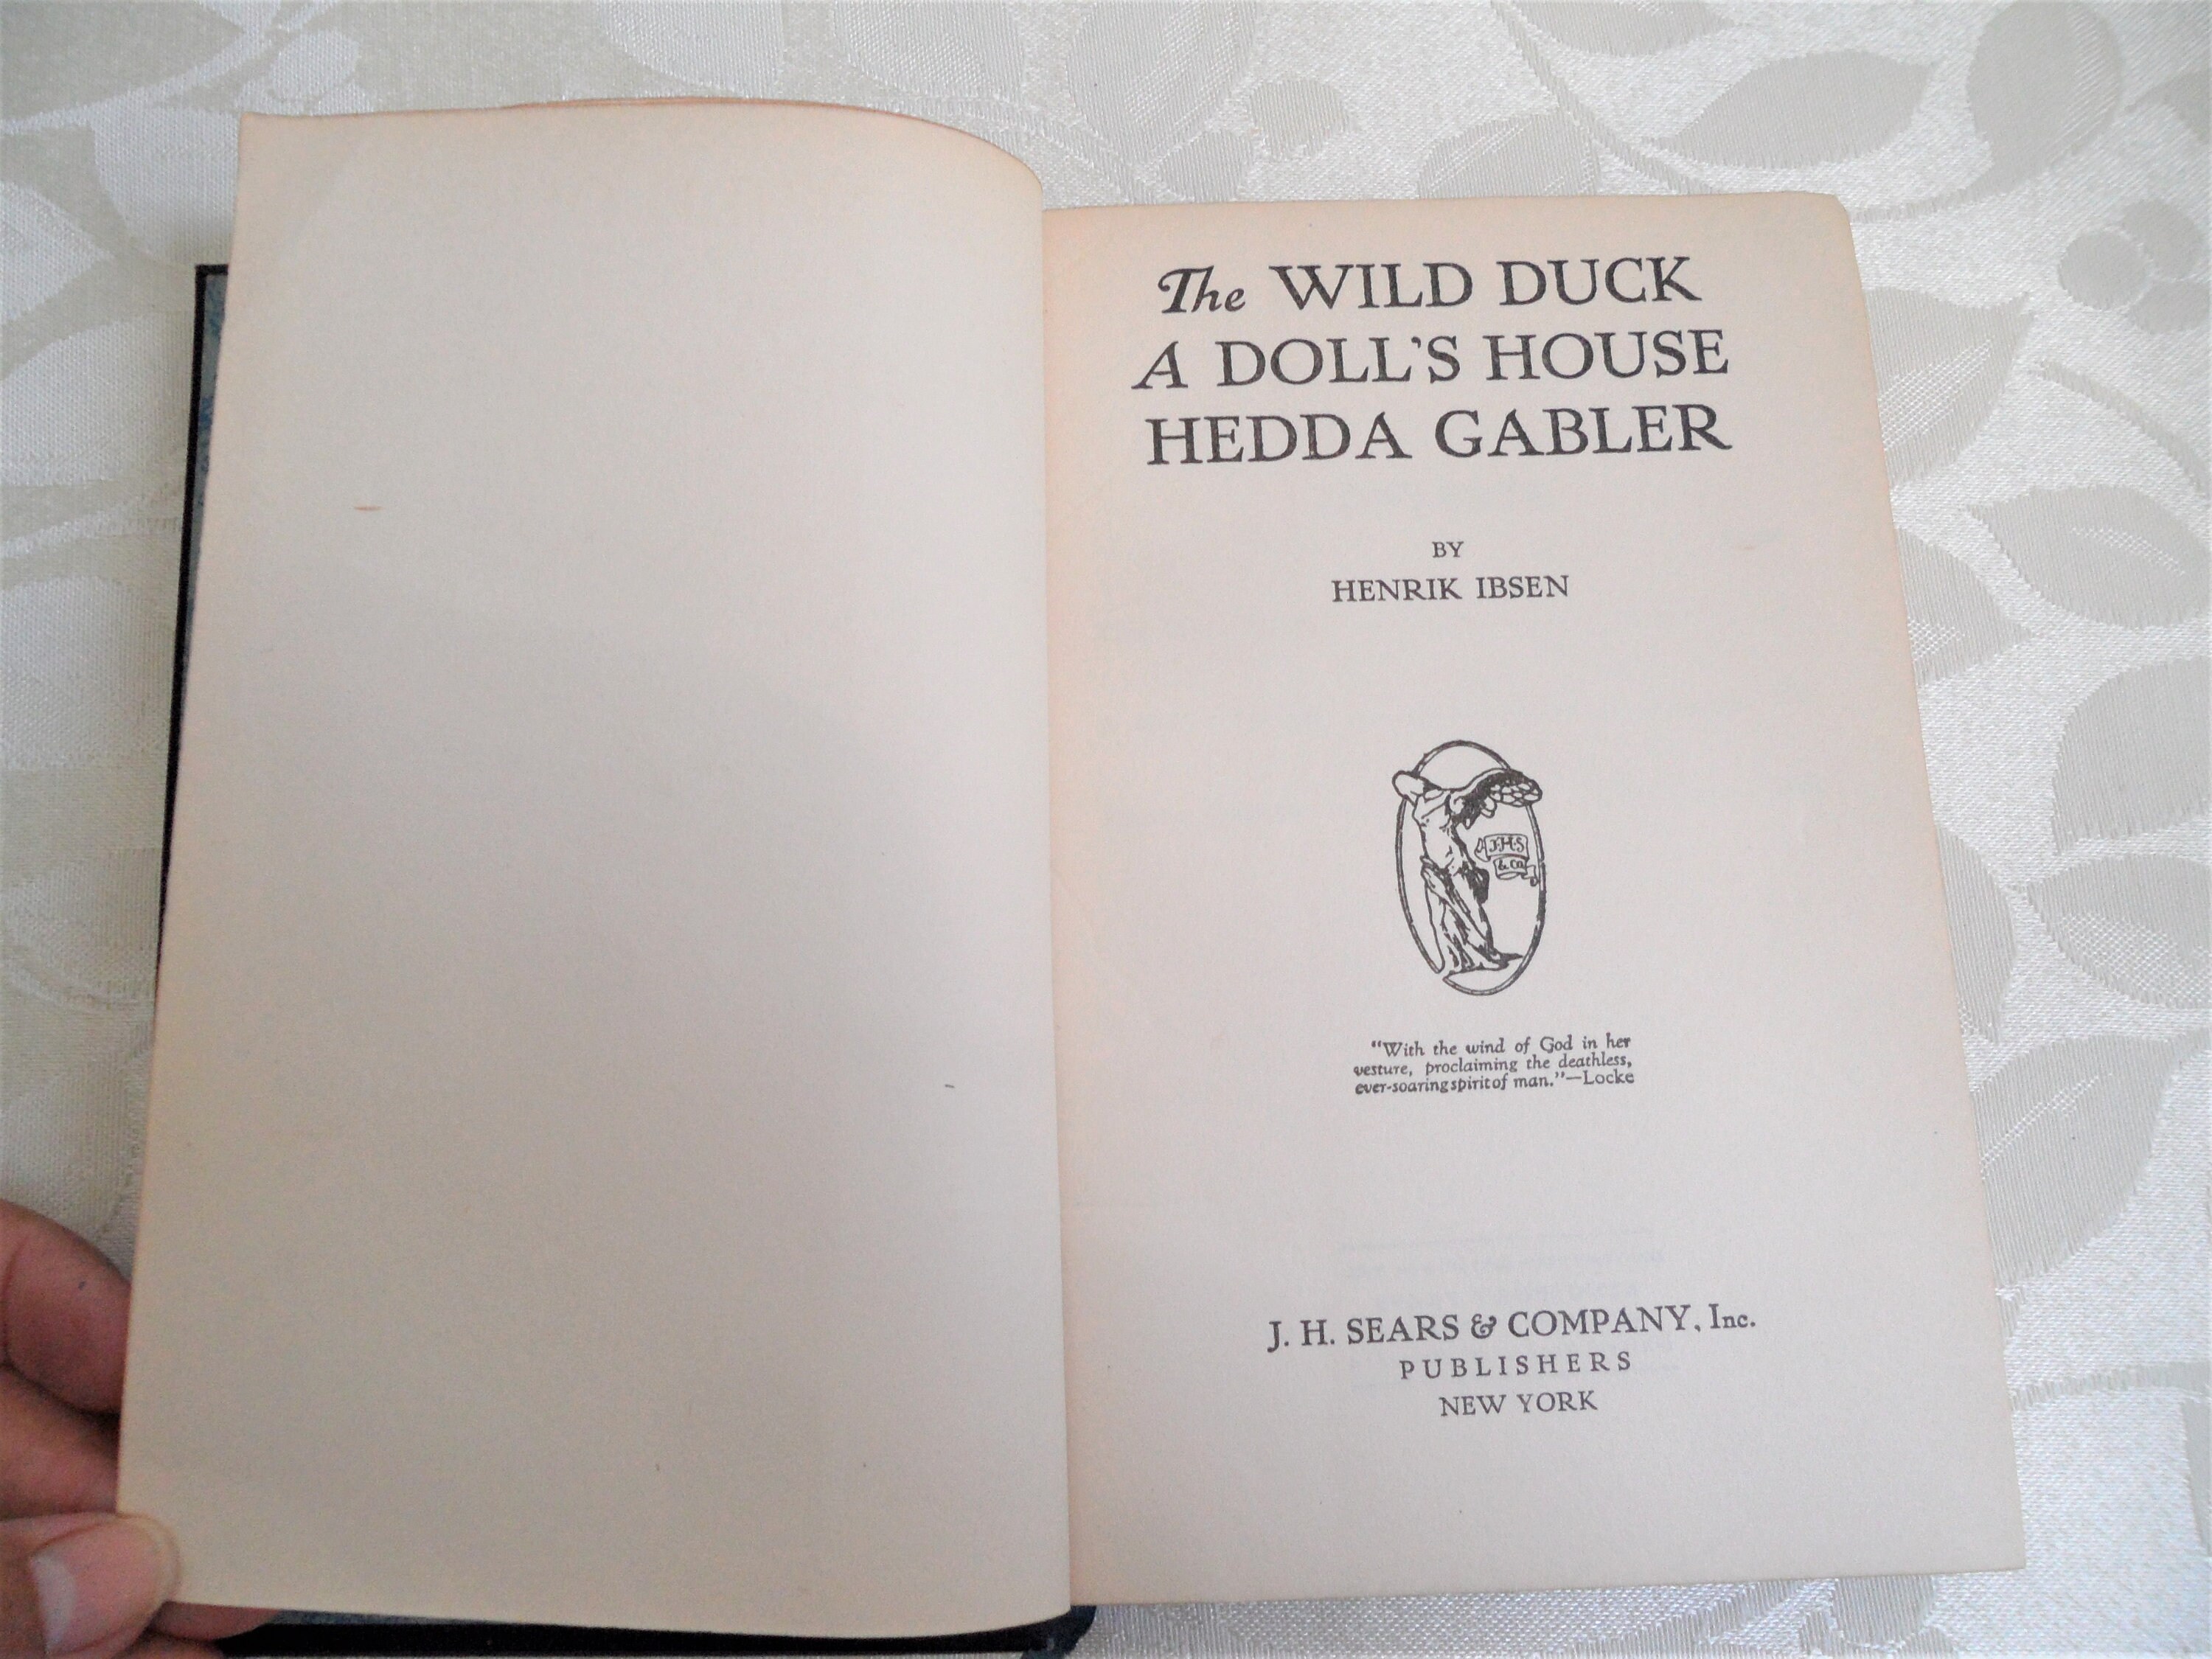 The WILD DUCK
A DOLL'S HOUSE
HEDDA GABLER
BY
HENRIK IBSEN
J.H.S
& CO
"With the wind of God in her
vesture, proclaiming the deathless,
ever-soaring spirit of man."—Locke
J. H. SEARS & COMPANY, Inc.
PUBLISHERS
NEW YORK